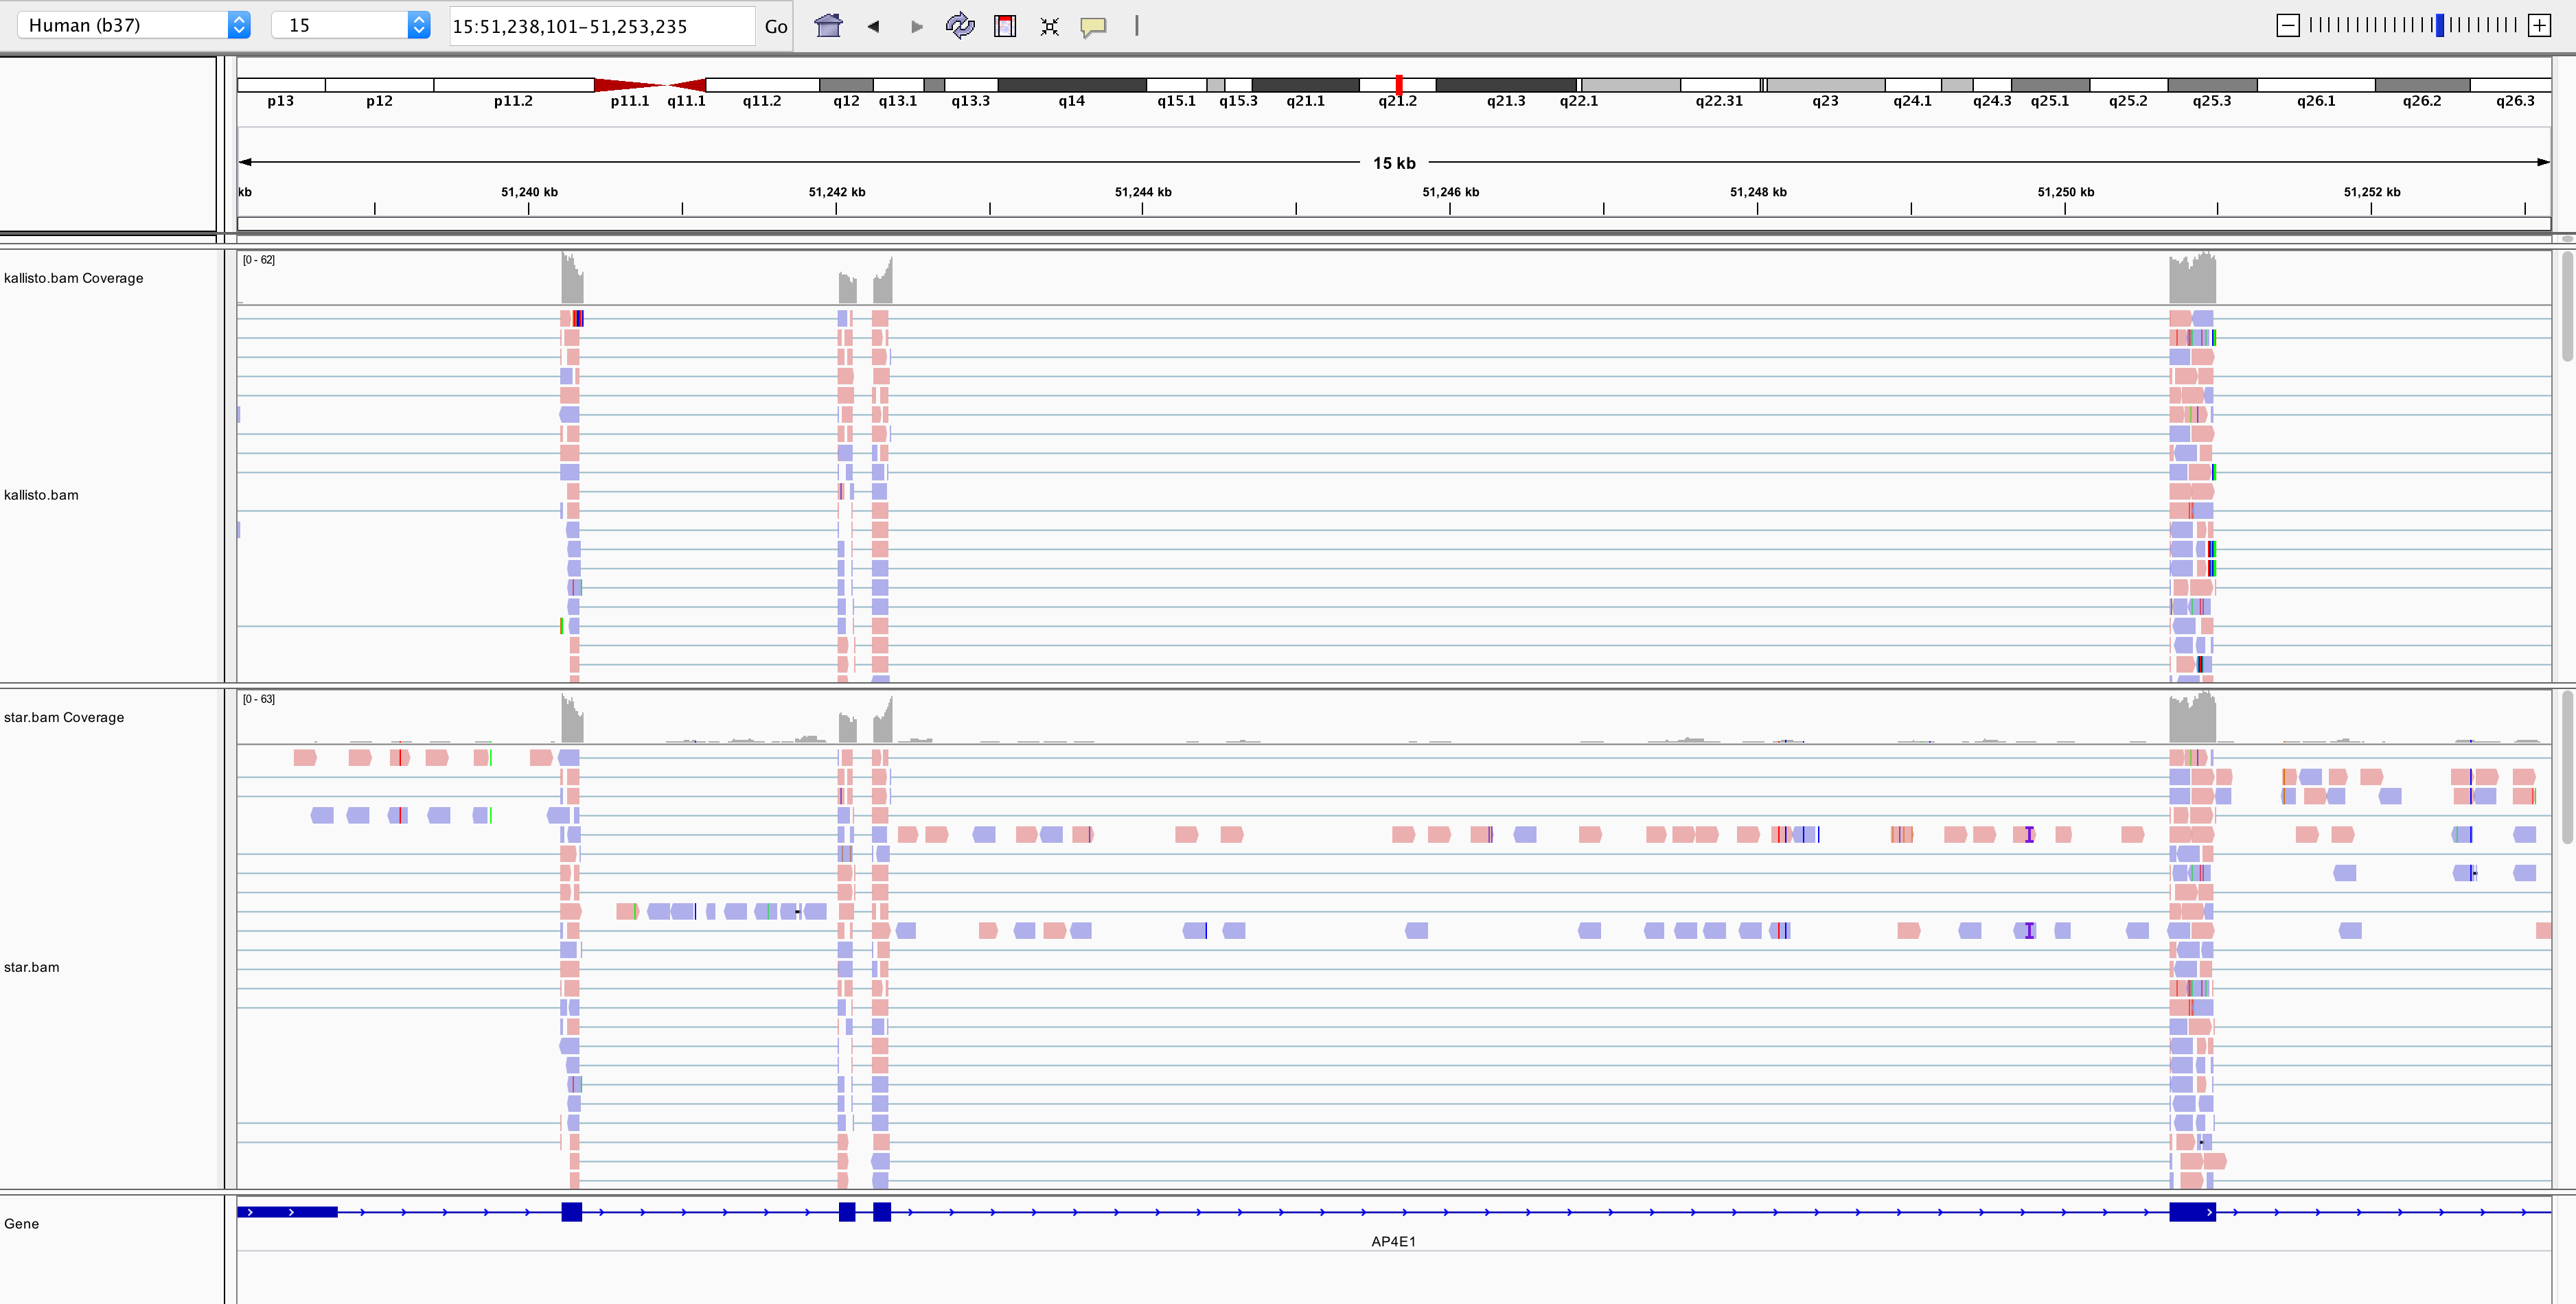 Human (b37) 15 15:51,238,101-51,253,235 Go
p13 p12 p11.2 p11.1 q11.1 q11.2 q12 q13.1 q13.3 q14 q15.1 q15.3 q21.1 q21.2 q21.3 q22.1 q22.31 q23 q24.1 q24.3 q25.1 q25.2 q25.3 q26.1 q26.2 q26.3
15 kb
kb 51,240 kb 51,242 kb 51,244 kb 51,246 kb 51,248 kb 51,250 kb 51,252 kb
[0 - 62]
kallisto.bam Coverage
kallisto.bam
[0 - 63]
star.bam Coverage
star.bam
Gene
AP4E1